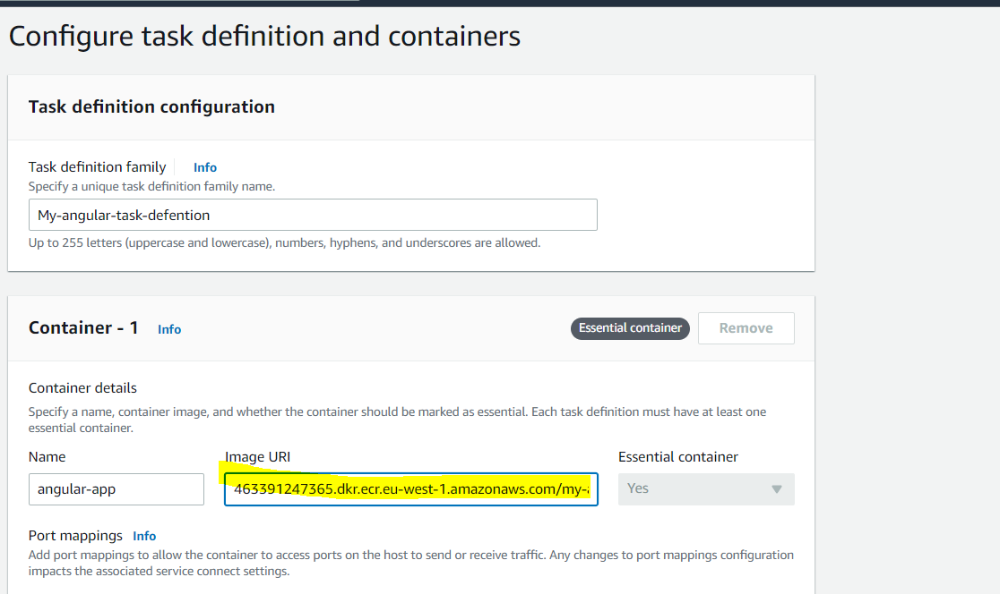 Configure task definition and containers
Task definition configuration
Task definition family Info
Specify a unique task definition family name.
My-angular-task-defention
Up to 255 letters (uppercase and lowercase), numbers, hyphens, and underscores are allowed.
Container - 1 Info Essential container Remove
Container details
Specify a name, container image, and whether the container should be marked as essential. Each task definition must have at least one
essential container.
Name Image URI Essential container
angular-app 463391247365.dkr.ecr.eu-west-1.amazonaws.com/my- Yes
Port mappings Info
Add port mappings to allow the container to access ports on the host to send or receive traffic. Any changes to port mappings configuration
impacts the associated service connect settings.